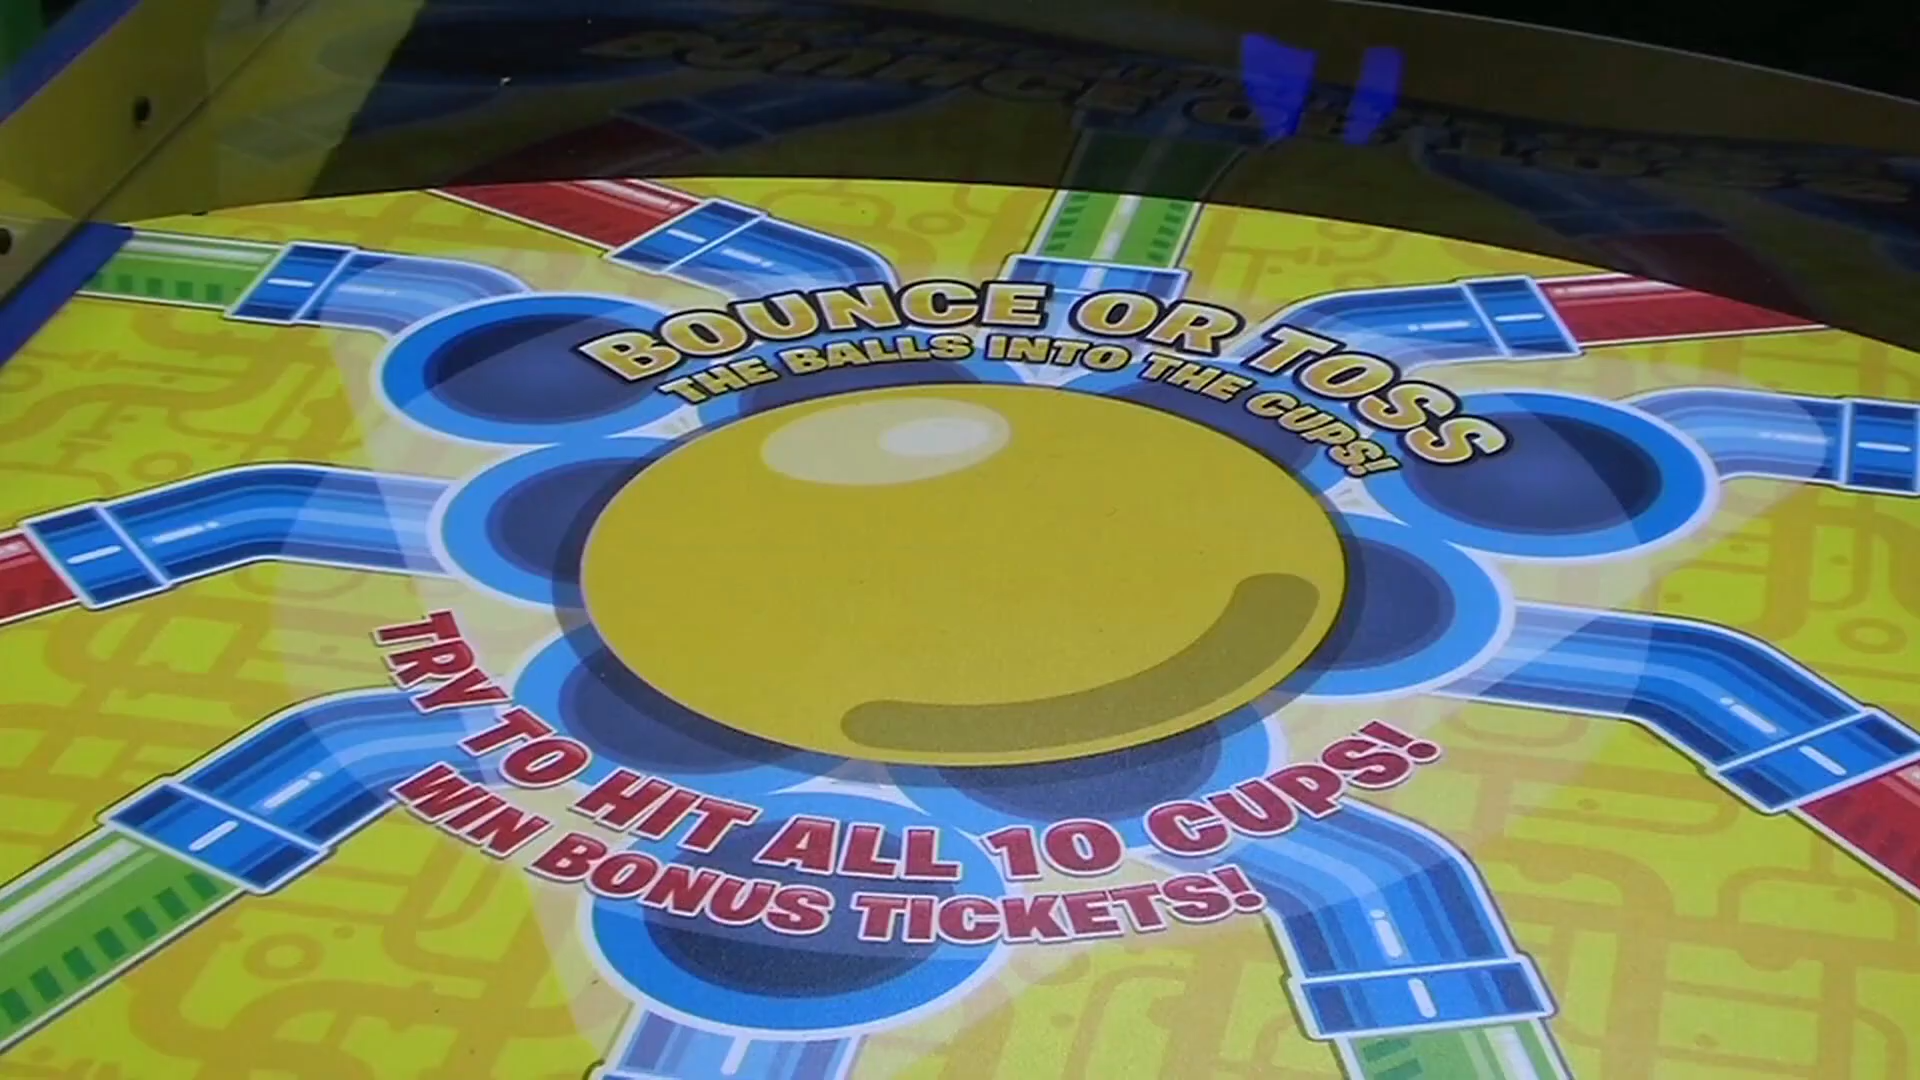 BOUNCE OR TOSS
THE BALLS INTO THE CUPS!
TRY TO HIT ALL 10 CUPS!
WIN BONUS TICKETS!